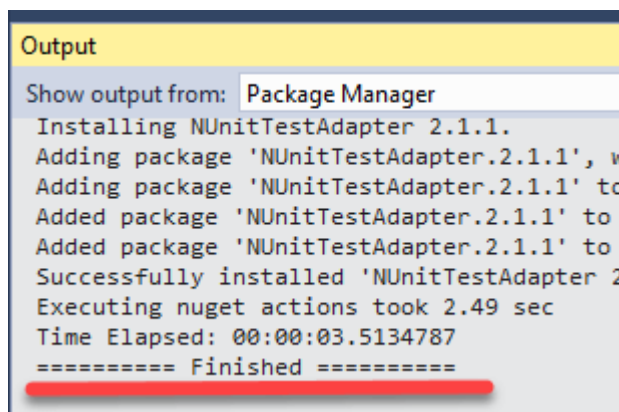 Output
Show output from: Package Manager
Installing NUnitTestAdapter 2.1.1.
Adding package 'NUnitTestAdapter.2.1.1',
Adding package 'NUnitTestAdapter.2.1.1' to
Added package 'NUnitTestAdapter.2.1.1' to
Added package 'NUnitTestAdapter.2.1.1' to
Successfully installed 'NUnitTestAdapter 2
Executing nuget actions took 2.49 sec
Time Elapsed: 00:00:03.5134787
========== Finished ==========